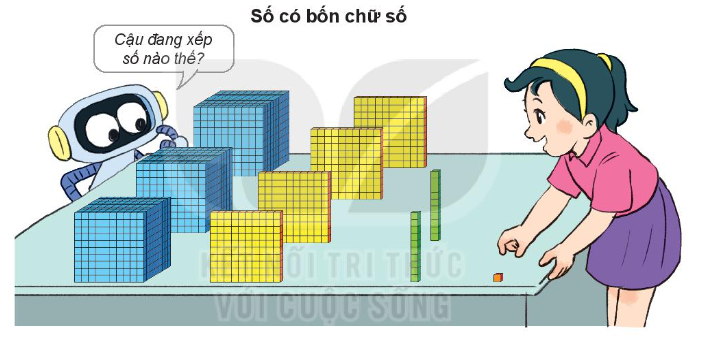 Số có bốn chữ số
Cậu đang xếp
số nào thế?
KẾT NỐI TRI THỨC
VỚI CUỘC SỐNG